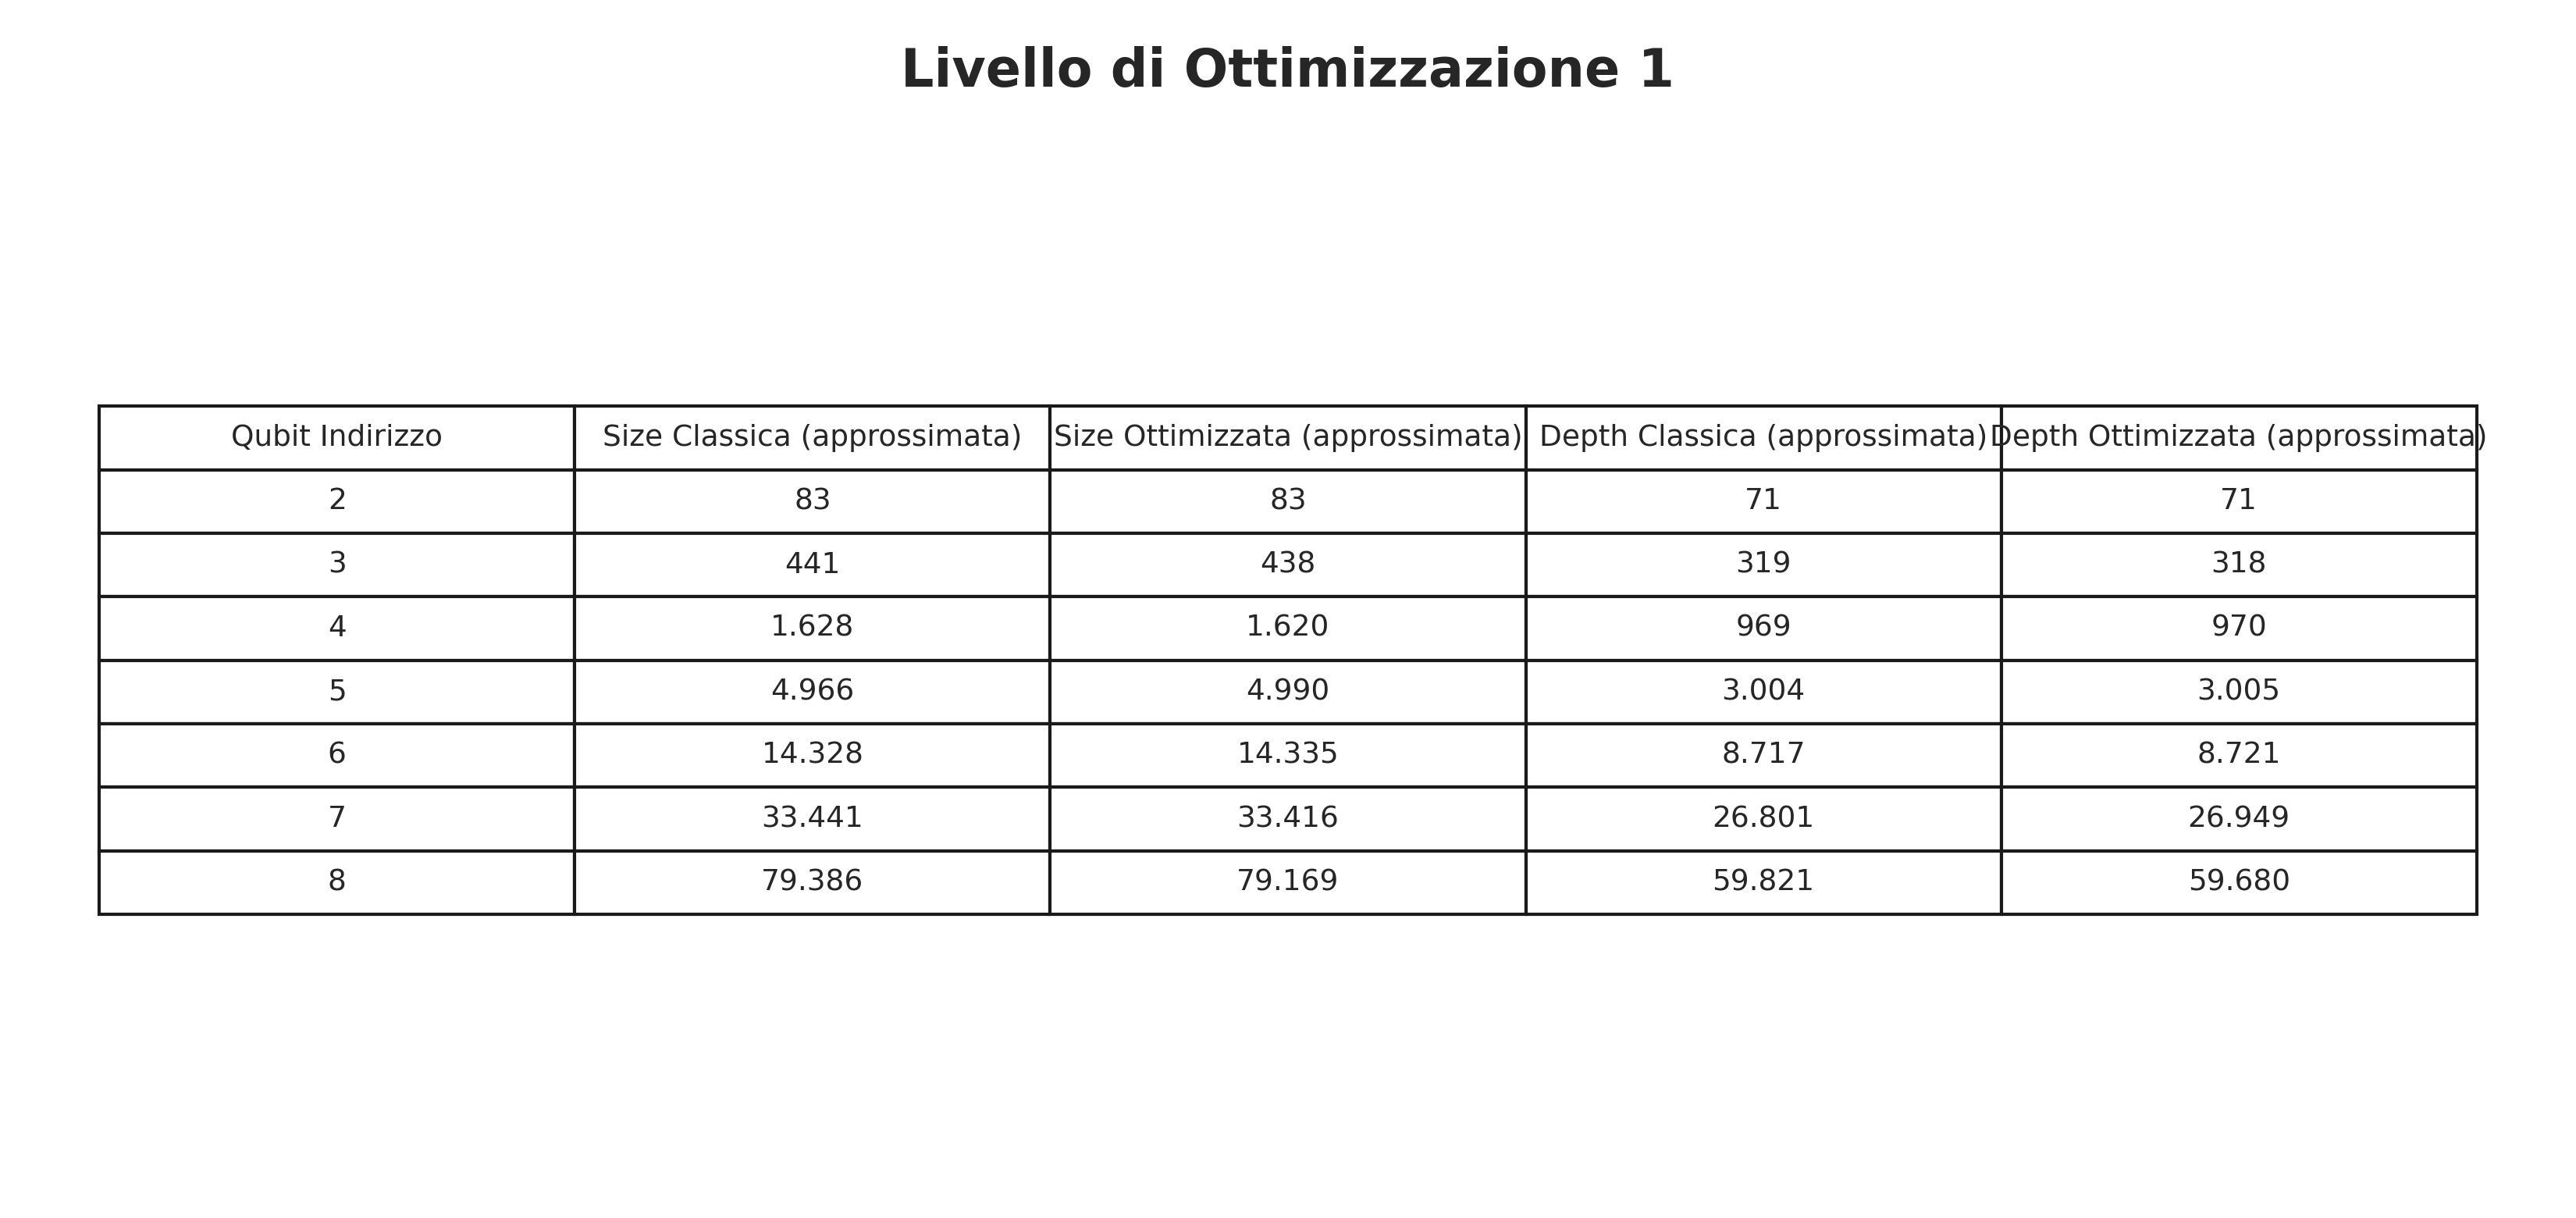 Livello di Ottimizzazione 1
Qubit Indirizzo Size Classica (approssimata) Size Ottimizzata (approssimata) Depth Classica (approssimata) Depth Ottimizzata (approssimata)
2 83 83 71 71
3 441 438 319 318
4 1.628 1.620 969 970
5 4.966 4.990 3.004 3.005
6 14.328 14.335 8.717 8.721
7 33.441 33.416 26.801 26.949
8 79.386 79.169 59.821 59.680